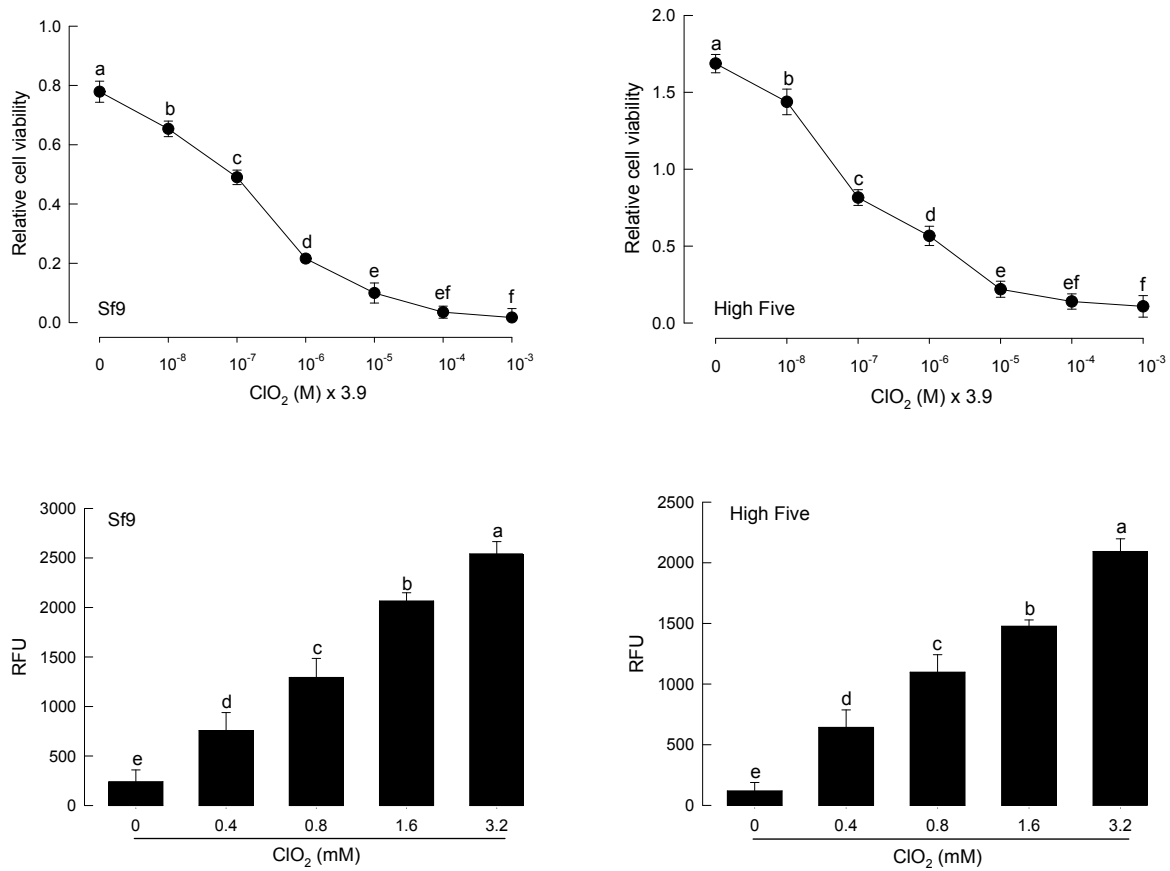 1.0
0.8
0.6
0.4
0.2
0.0
Relative cell viability
a
b
c
d
e
ef
f
Sf9
0
10⁻⁸
10⁻⁷
10⁻⁶
10⁻⁵
10⁻⁴
10⁻³
ClO₂ (M) x 3.9
2.0
1.5
1.0
0.5
0.0
Relative cell viability
a
b
c
d
e
ef
f
High Five
0
10⁻⁸
10⁻⁷
10⁻⁶
10⁻⁵
10⁻⁴
10⁻³
ClO₂ (M) x 3.9
3000
2500
2000
1500
1000
500
0
RFU
Sf9
e
d
c
b
a
0
0.4
0.8
1.6
3.2
ClO₂ (mM)
2500
2000
1500
1000
500
0
RFU
High Five
e
d
c
b
a
0
0.4
0.8
1.6
3.2
ClO₂ (mM)